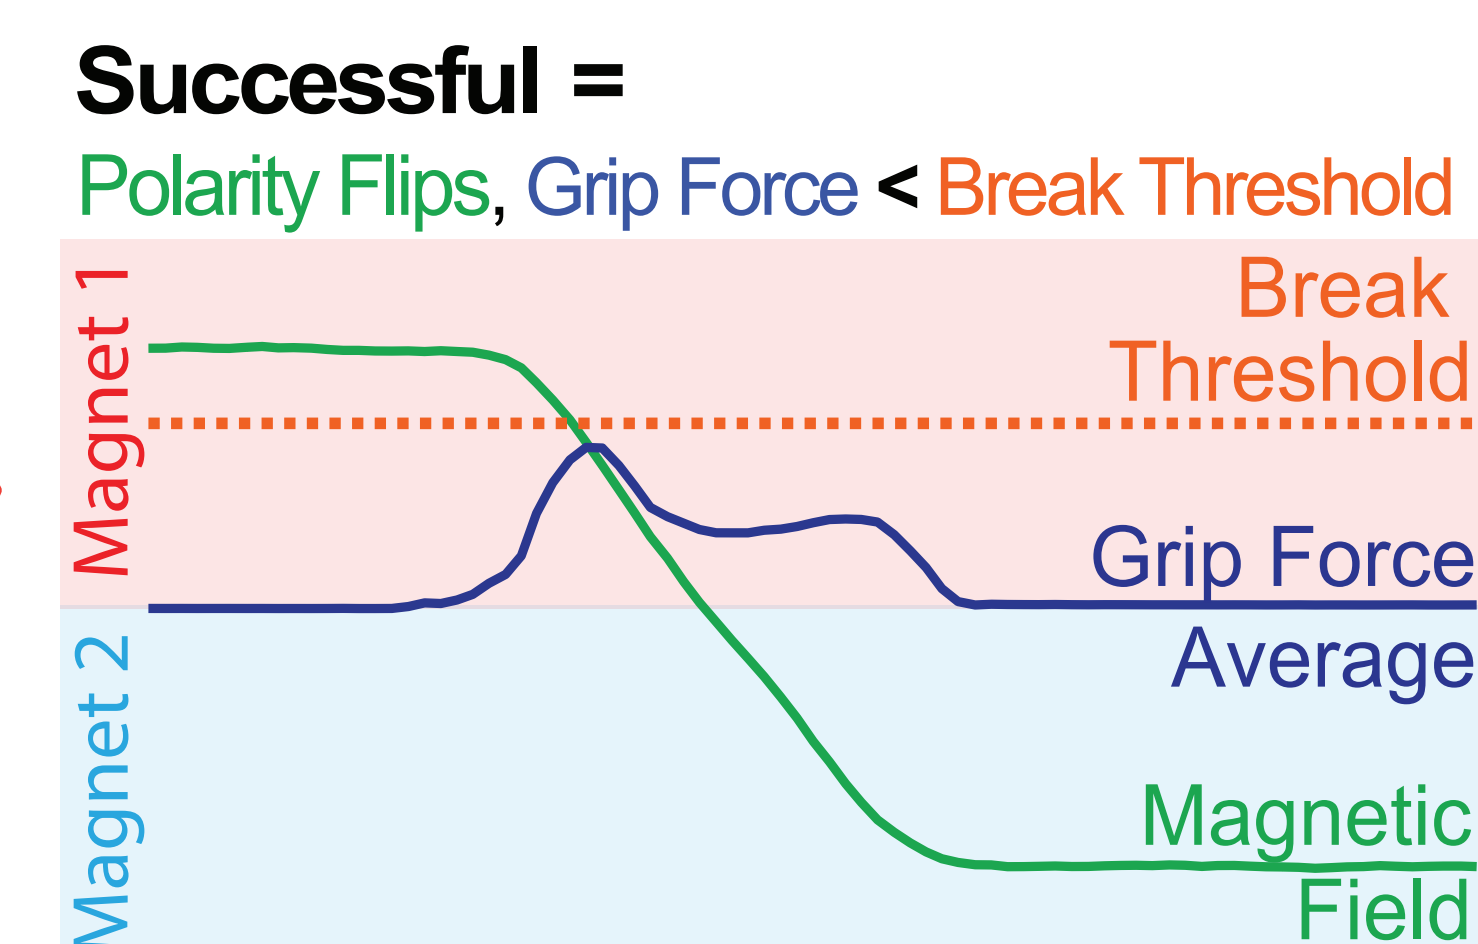 Successful =
Polarity Flips, Grip Force < Break Threshold
Magnet 1
Break
Threshold
Grip Force
Average
Magnet 2
Magnetic
Field